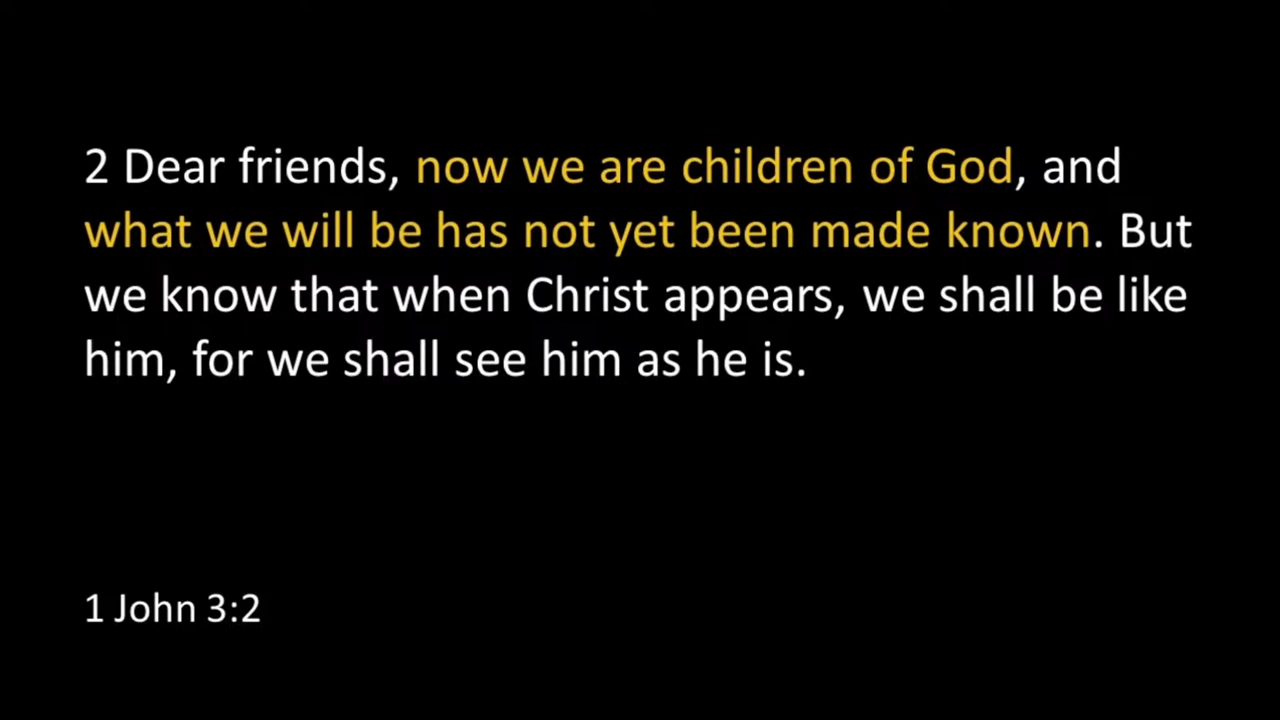 2 Dear friends, now we are children of God, and
what we will be has not yet been made known. But
we know that when Christ appears, we shall be like
him, for we shall see him as he is.
1 John 3:2